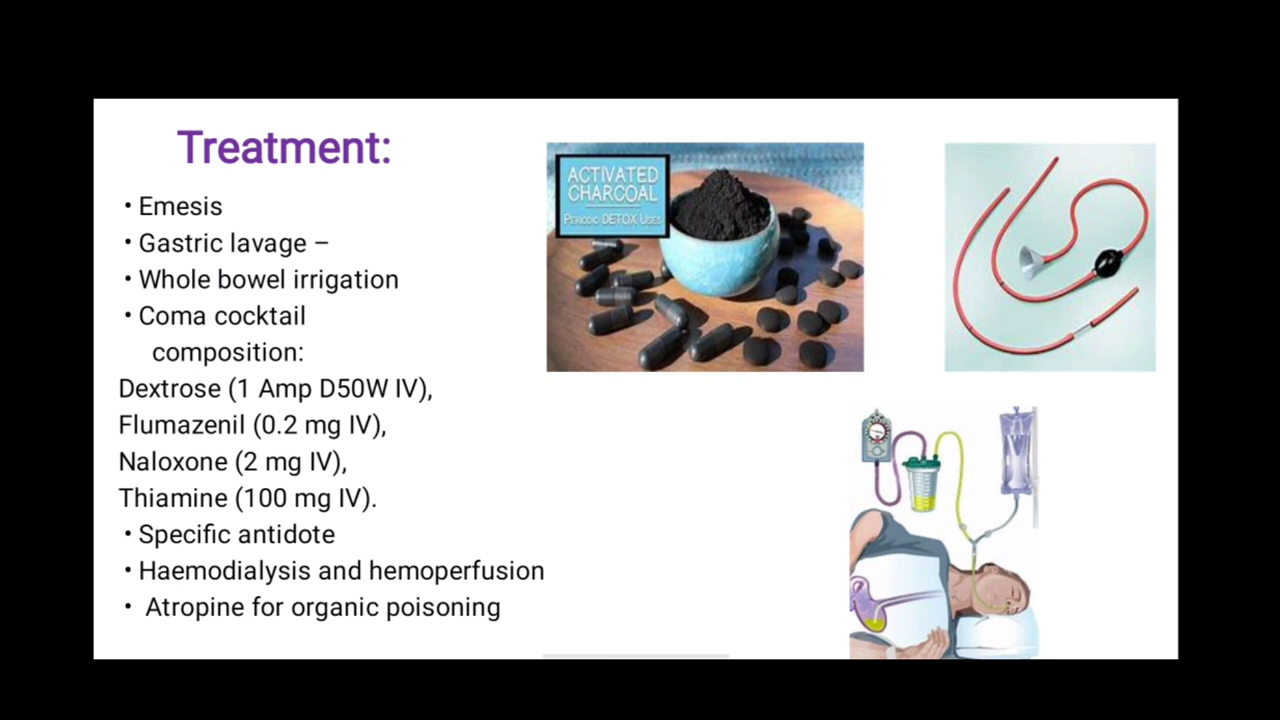 Treatment:
• Emesis
• Gastric lavage –
• Whole bowel irrigation
• Coma cocktail
composition:
Dextrose (1 Amp D50W IV),
Flumazenil (0.2 mg IV),
Naloxone (2 mg IV),
Thiamine (100 mg IV).
• Specific antidote
• Haemodialysis and hemoperfusion
• Atropine for organic poisoning
ACTIVATED
CHARCOAL
PERIODIC DETOX USES